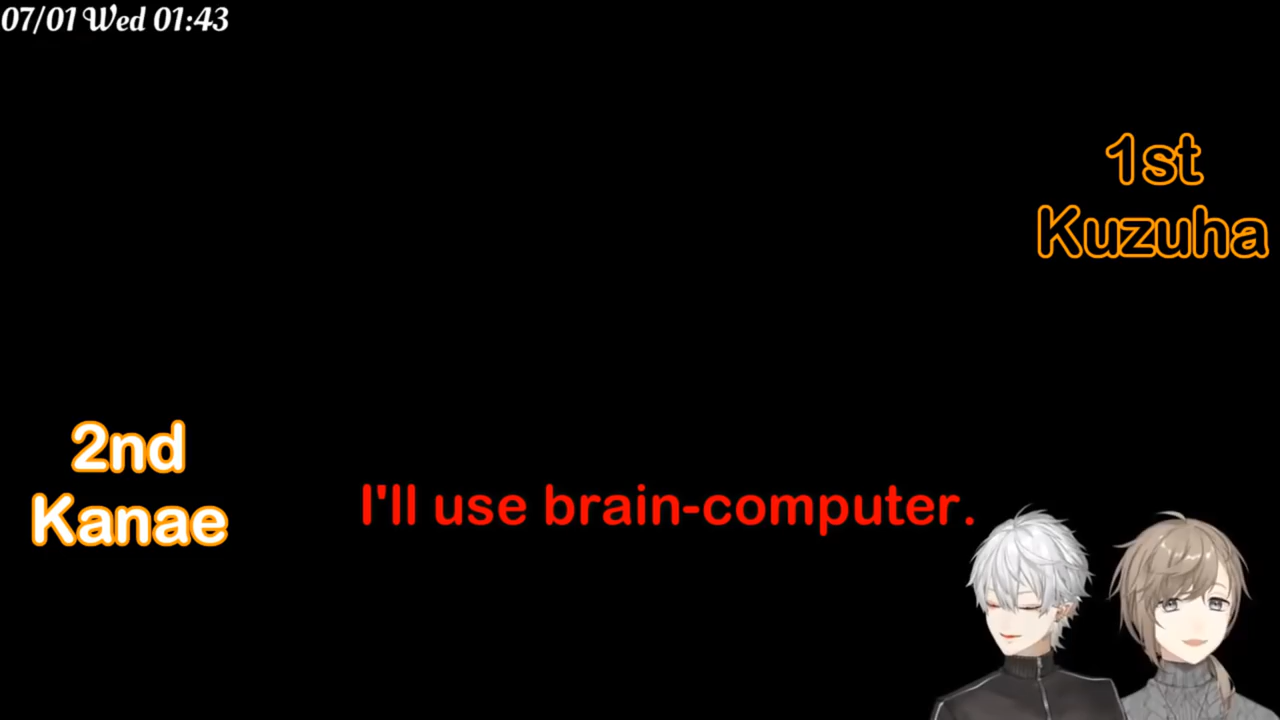 07/01 Wed 01:43
1st
Kuzuha
2nd
Kanae
I'll use brain-computer.